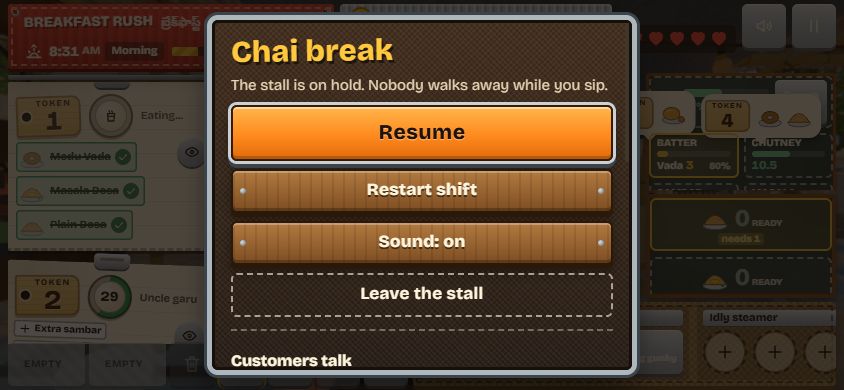 BREAKFAST RUSH బ్రేక్‌ఫాస్ట్
8:31 AM Morning
Chai break
The stall is on hold. Nobody walks away while you sip.
Resume
Restart shift
Sound: on
Leave the stall
Customers talk
TOKEN
1
Eating...
Medu Vada
Masala Dosa
Plain Dosa
TOKEN
2
29
Uncle garu
+ Extra sambar
EMPTY
EMPTY
TOKEN
4
BATTER
Vada 3 80%
CHUTNEY
10.5
0 READY
needs 1
0 READY
Idly steamer